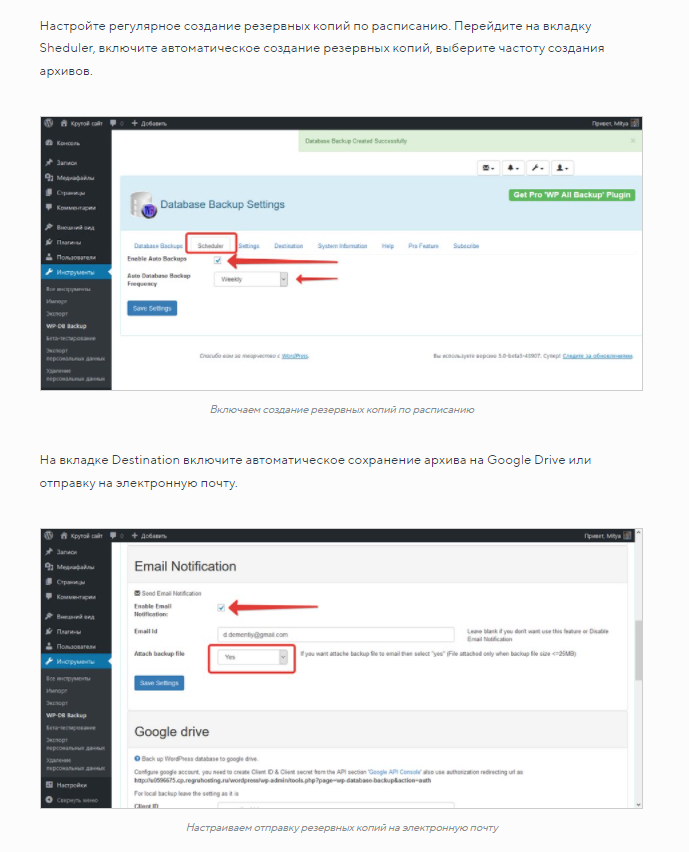 Настройте регулярное создание резервных копий по расписанию. Перейдите на вкладку
Sheduler, включите автоматическое создание резервных копий, выберите частоту создания
архивов.
Крутой сайт 0 Добавить Привет, Mitya
Консоль
Записи
Медиафайлы
Страницы
Комментарии
Внешний вид
Плагины
Пользователи
Инструменты
Все инструменты
Импорт
Экспорт
WP-DB Backup
Бета-тестирование
Экспорт
персональных данных
Удаление
персональных данных
Database Backup Created Successfully ×
Database Backup Settings
Get Pro 'WP All Backup' Plugin
Database Backups Scheduler Settings Destination System Information Help Pro Feature Subscribe
Enable Auto Backups
Auto Database Backup
Frequency
Weekly
Save Settings
Спасибо вам за творчество с WordPress.
Вы используете версию 5.0-beta3-43907. Супер! Следите за обновлениями.
Включаем создание резервных копий по расписанию
На вкладке Destination включите автоматическое сохранение архива на Google Drive или
отправку на электронную почту.
Крутой сайт 0 Добавить Привет, Mitya
Записи
Медиафайлы
Страницы
Комментарии
Внешний вид
Плагины
Пользователи
Инструменты
Все инструменты
Импорт
Экспорт
WP-DB Backup
Бета-тестирование
Экспорт
персональных данных
Удаление
персональных данных
Настройки
Свернуть меню
Email Notification
Send Email Notification
Enable Email
Notification:
Email Id
d.dementiy@gmail.com
Leave blank if you don't want use this feature or Disable
Email Notification
Attach backup file
Yes
If you want attache backup file to email then select "yes" (File attached only when backup file size <=25MB)
Save Settings
Google drive
Back up WordPress database to google drive.
Configure google account, you need to create Client ID & Client secret from the API section 'Google API Console' also use authorization redirecting url as
http://u0596675.cp.regruhosting.ru/wordpress/wp-admin/tools.php?page=wp-database-backup&action=auth
For local backup leave the setting as it is
Client ID
Настраиваем отправку резервных копий на электронную почту